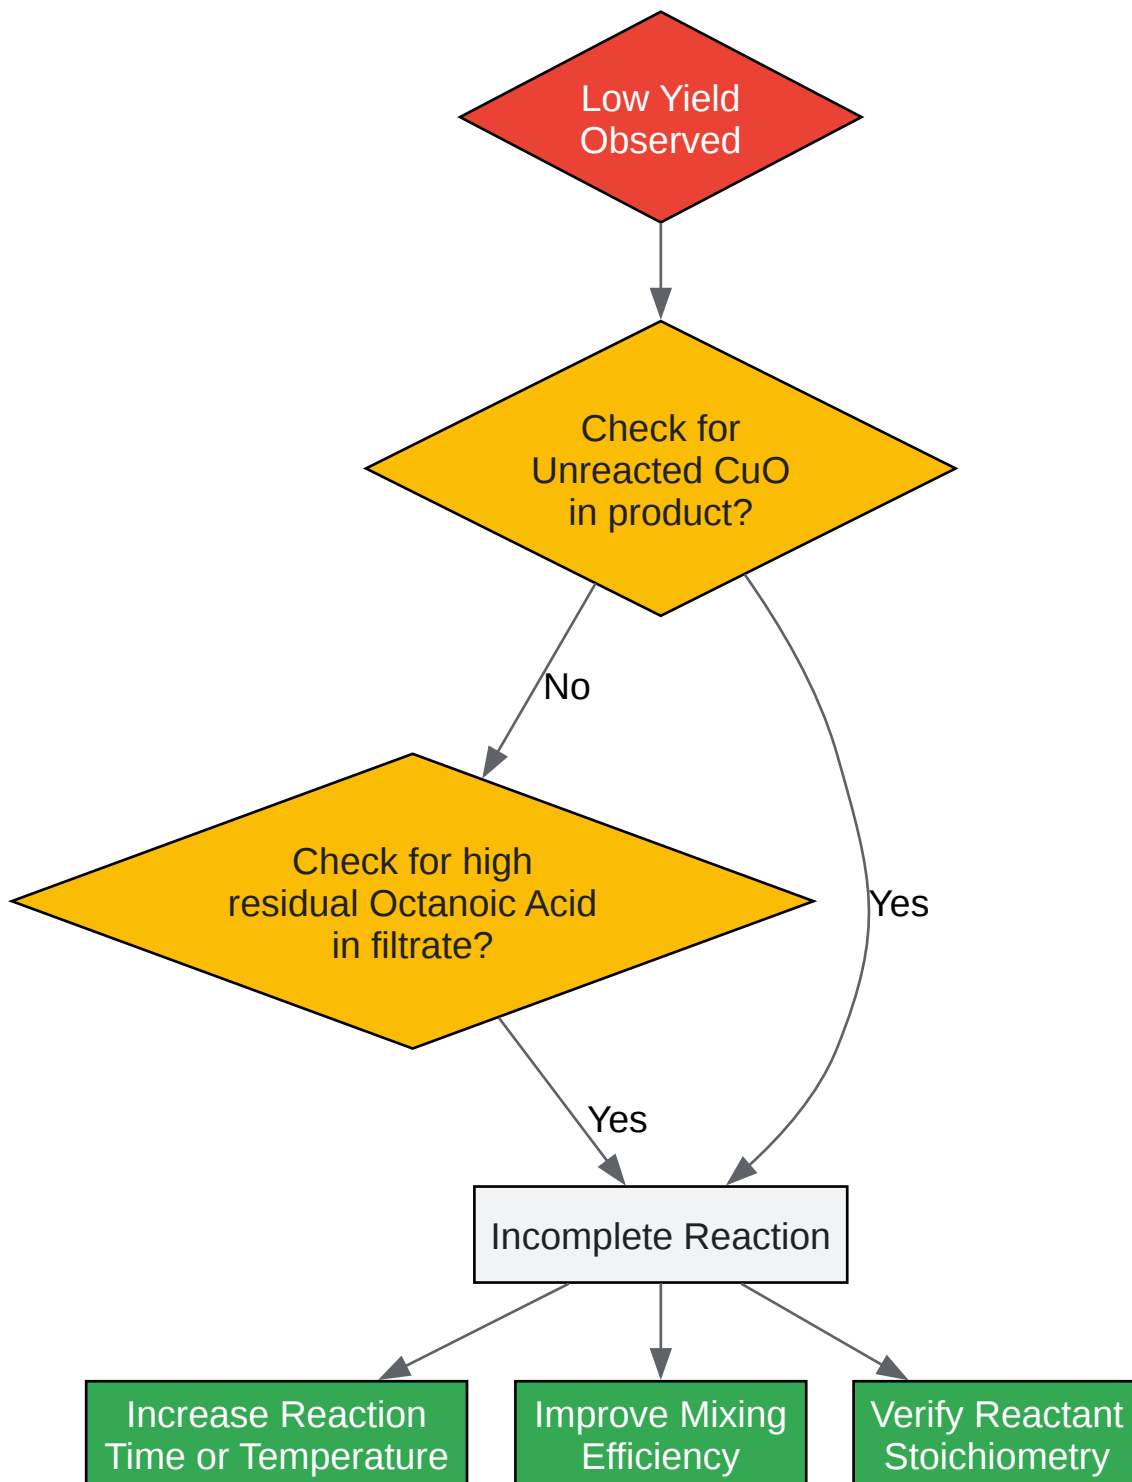 Low Yield
Observed
Check for
Unreacted CuO
in product?
No
Check for high
residual Octanoic Acid
in filtrate?
Yes
Yes
Incomplete Reaction
Increase Reaction
Time or Temperature
Improve Mixing
Efficiency
Verify Reactant
Stoichiometry